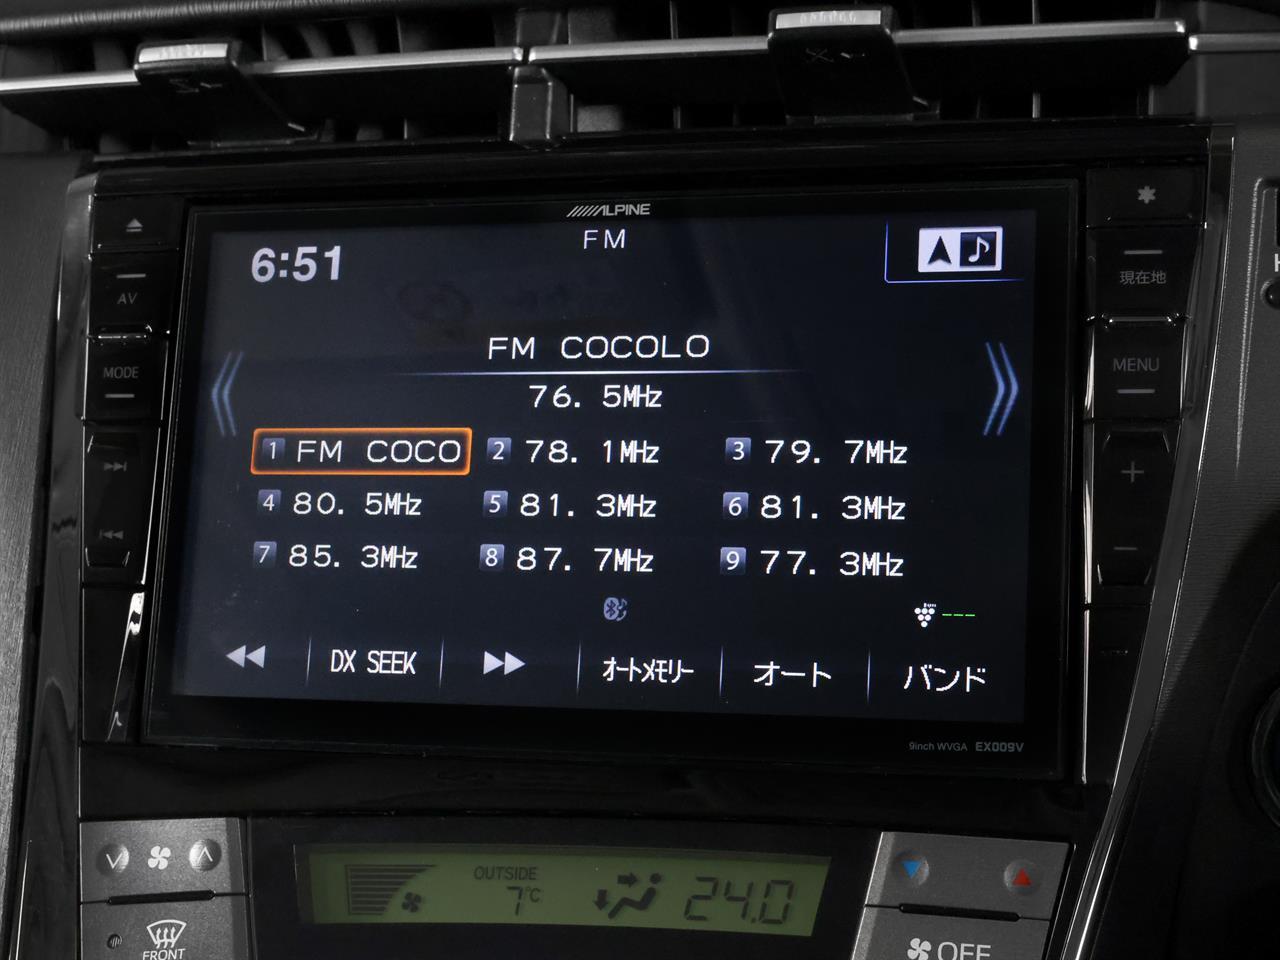 ALPINE
FM
6:51
AV
現在地
MODE
MENU
FM COCOLO
76. 5MHz
1 FM COCO 2 78. 1MHz 3 79. 7MHz
4 80. 5MHz 5 81. 3MHz 6 81. 3MHz
7 85. 3MHz 8 87. 7MHz 9 77. 3MHz
DX SEEK オートメモリー オート バンド
9inch WVGA EX009V
OUTSIDE
7℃
24.0
FRONT
OFF